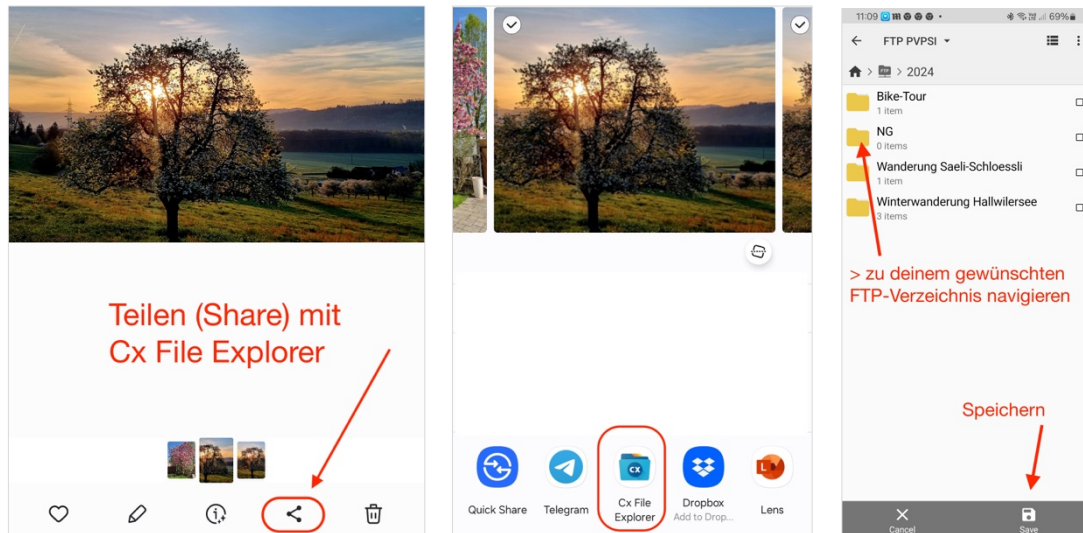 Teilen (Share) mit
Cx File Explorer
Quick Share
Telegram
Cx File
Explorer
Dropbox
Add to Drop...
Lens
11:09
69%
FTP PVPSI
> 2024
Bike-Tour
1 item
NG
0 items
Wanderung Saeli-Schloessli
1 item
Winterwanderung Hallwilersee
3 items
> zu deinem gewünschten
FTP-Verzeichnis navigieren
Speichern
Cancel
Save